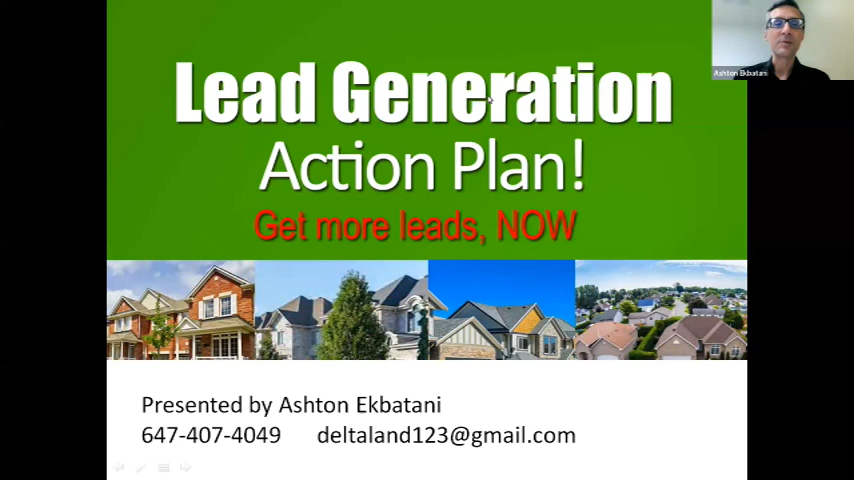 Lead Generation
Action Plan!
Get more leads, NOW
Ashton Ekbatani
Presented by Ashton Ekbatani
647-407-4049 deltaland123@gmail.com